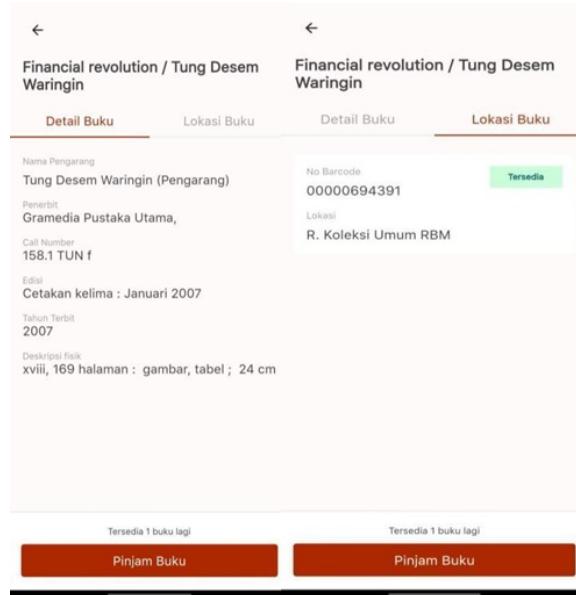 Financial revolution / Tung Desem
Waringin
Detail Buku
Lokasi Buku
Nama Pengarang
Tung Desem Waringin (Pengarang)
Penerbit
Gramedia Pustaka Utama,
Call Number
158.1 TUN f
Edisi
Cetakan kelima : Januari 2007
Tahun Terbit
2007
Deskripsi fisik
xviii, 169 halaman : gambar, tabel ; 24 cm
Tersedia 1 buku lagi
Pinjam Buku
Financial revolution / Tung Desem
Waringin
Detail Buku
Lokasi Buku
No Barcode
00000694391
Tersedia
Lokasi
R. Koleksi Umum RBM
Tersedia 1 buku lagi
Pinjam Buku